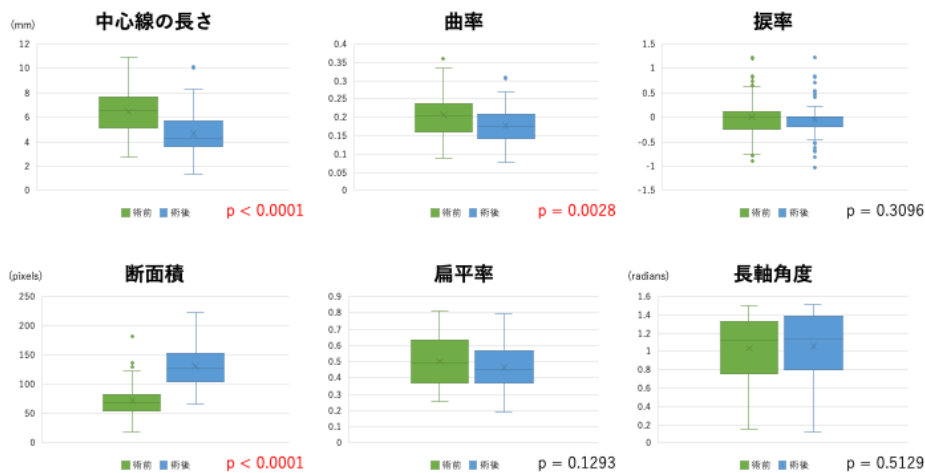 中心線の長さ
(mm)
12
10
8
6
4
2
0
術前 術後
p < 0.0001
曲率
0.4
0.35
0.3
0.25
0.2
0.15
0.1
0.05
0
術前 術後
p = 0.0028
捩率
1.5
1
0.5
0
-0.5
-1
-1.5
術前 術後
p = 0.3096
断面積
(pixels)
250
200
150
100
50
0
術前 術後
p < 0.0001
扁平率
0.9
0.8
0.7
0.6
0.5
0.4
0.3
0.2
0.1
0
術前 術後
p = 0.1293
長軸角度
(radians)
1.6
1.4
1.2
1
0.8
0.6
0.4
0.2
0
術前 術後
p = 0.5129